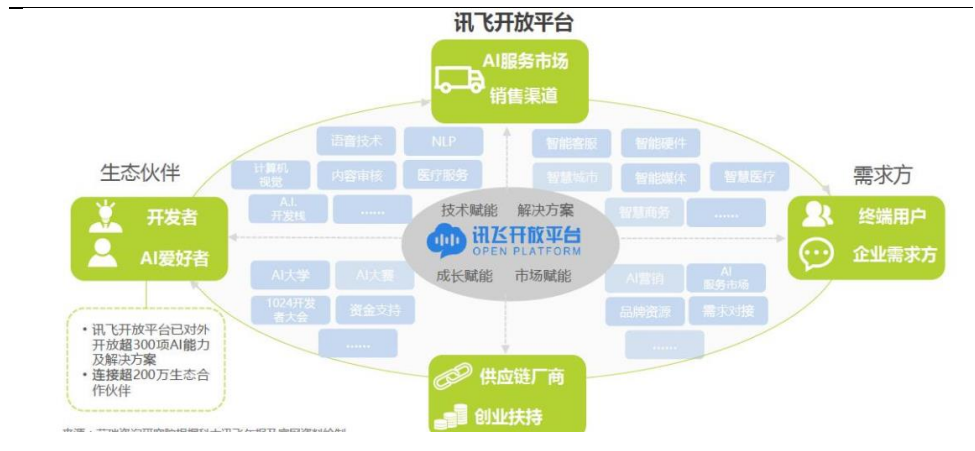 讯飞开放平台
AI服务市场
销售渠道
生态伙伴
开发者
AI爱好者
• 讯飞开放平台已对外
开放超300项AI能力
及解决方案
• 连接超200万生态合
作伙伴
语音技术
NLP
计算机
视觉
内容审核
医疗服务
A.I.
开发栈
……
智能客服
智能硬件
智慧城市
智能媒体
智慧医疗
智慧商务
……
技术赋能 解决方案
讯飞开放平台
OPEN PLATFORM
成长赋能 市场赋能
AI大学
AI大赛
1024开发
者大会
资金支持
……
AI营销
AI
服务市场
品牌资源
需求对接
……
需求方
终端用户
企业需求方
供应链厂商
创业扶持